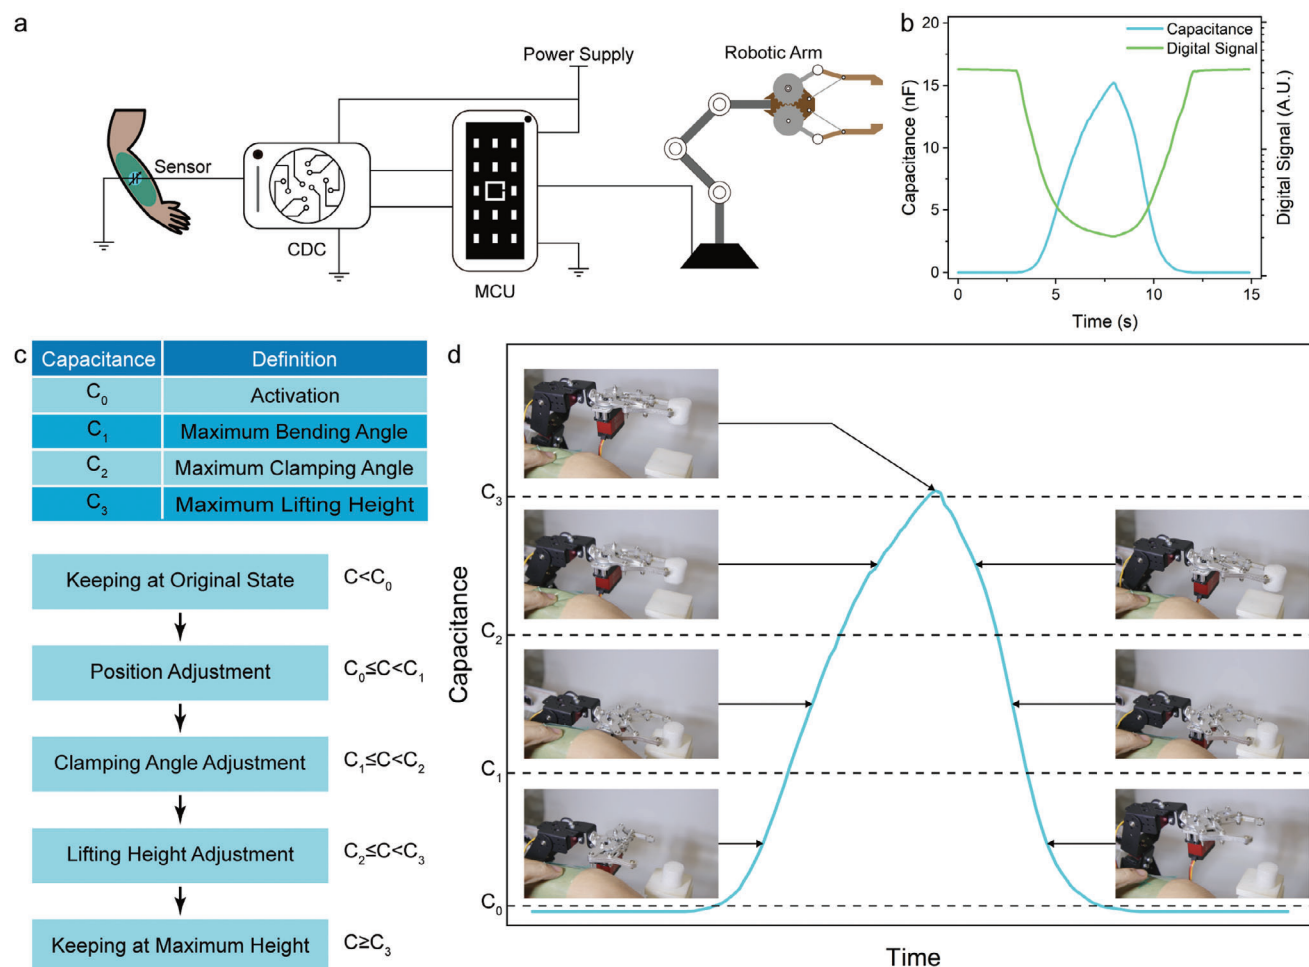 a
Power Supply
Robotic Arm
Sensor
CDC
MCU
b
Capacitance
Digital Signal
20
15
10
5
0
Capacitance (nF)
Digital Signal (A.U.)
0 5 10 15
Time (s)
c
Capacitance Definition
C₀ Activation
C₁ Maximum Bending Angle
C₂ Maximum Clamping Angle
C₃ Maximum Lifting Height
Keeping at Original State C<C₀
Position Adjustment C₀≤C<C₁
Clamping Angle Adjustment C₁≤C<C₂
Lifting Height Adjustment C₂≤C<C₃
Keeping at Maximum Height C≥C₃
d
C₃
C₂
C₁
C₀
Capacitance
Time